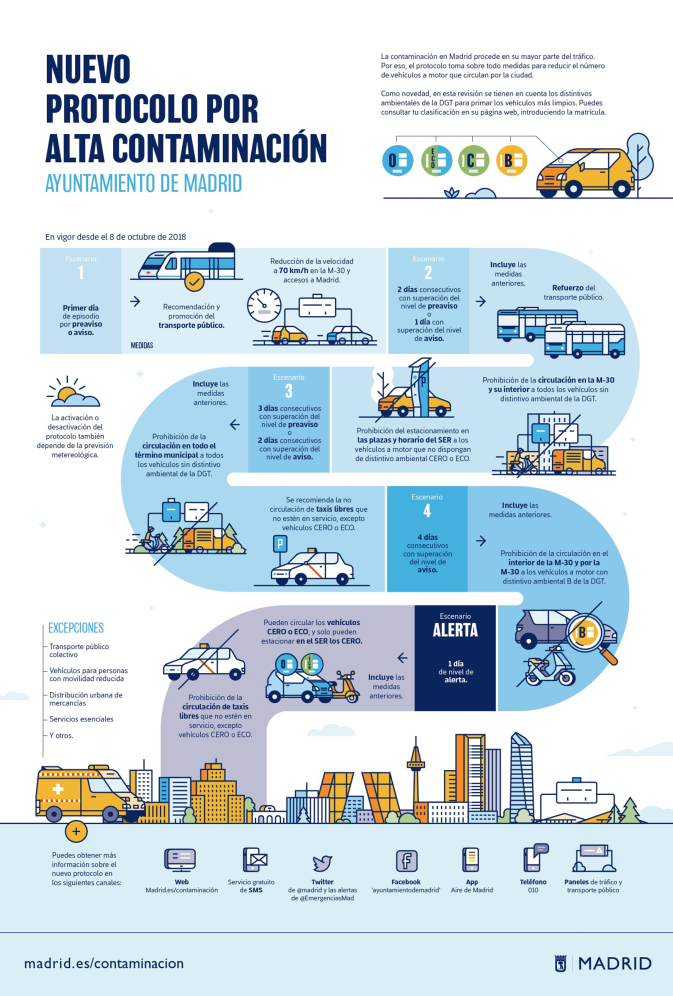 NUEVO
PROTOCOLO POR
ALTA CONTAMINACIÓN
AYUNTAMIENTO DE MADRID
La contaminación en Madrid procede en su mayor parte del tráfico.
Por eso, el protocolo toma sobre todo medidas para reducir el número
de vehículos a motor que circulan por la ciudad.
Como novedad, en esta revisión se tienen en cuenta los distintivos
ambientales de la DGT para primar los vehículos más limpios. Puedes
consultar tu clasificación en su página web, introduciendo la matrícula.
0
ECO
C
B
En vigor desde el 8 de octubre de 2018
Escenario
1
Primer día
de episodio
por preaviso
o aviso.
MEDIDAS
Recomendación y
promoción del
transporte público.
Reducción de la velocidad
a 70 km/h en la M-30 y
accesos a Madrid.
Escenario
2
2 días consecutivos
con superación del
nivel de preaviso
o
1 día con
superación del nivel
de aviso.
Incluye las
medidas
anteriores.
Refuerzo del
transporte público.
Prohibición de la circulación en la M-30
y su interior a todos los vehículos sin
distintivo ambiental de la DGT.
P
Prohibición del estacionamiento en
las plazas y horario del SER a los
vehículos a motor que no dispongan
de distintivo ambiental CERO o ECO.
Escenario
3
3 días consecutivos
con superación del
nivel de preaviso
o
2 días consecutivos
con superación del
nivel de aviso.
Incluye las
medidas
anteriores.
Prohibición de la
circulación en todo el
término municipal a todos
los vehículos sin distintivo
ambiental de la DGT.
La activación o
desactivación del
protocolo también
depende de la previsión
metereológica.
Se recomienda la no
circulación de taxis libres que
no estén en servicio, excepto
vehículos CERO o ECO.
P
Escenario
4
4 días
consecutivos
con superación
del nivel de
aviso.
Incluye las
medidas anteriores.
Prohibición de la circulación en el
interior de la M-30 y por la
M-30 a los vehículos a motor con
distintivo ambiental B de la DGT.
B
Escenario
ALERTA
1 día
de nivel de
alerta.
Incluye las
medidas
anteriores.
Pueden circular los vehículos
CERO o ECO, y solo pueden
estacionar en el SER los CERO.
Prohibición de la
circulación de taxis
libres que no estén en
servicio, excepto
vehículos CERO o ECO.
EXCEPCIONES
Transporte público
colectivo
Vehículos para personas
con movilidad reducida
Distribución urbana de
mercancías
Servicios esenciales
Y otros.
Puedes obtener más
información sobre el
nuevo protocolo en
los siguientes canales:
Web
Madrid.es/contaminación
Servicio gratuito
de SMS
Twitter
de @madrid y las alertas
de @EmergenciasMad
Facebook
'ayuntamientodemadrid'
App
Aire de Madrid
Teléfono
010
Paneles de tráfico y
transporte público
madrid.es/contaminacion
MADRID